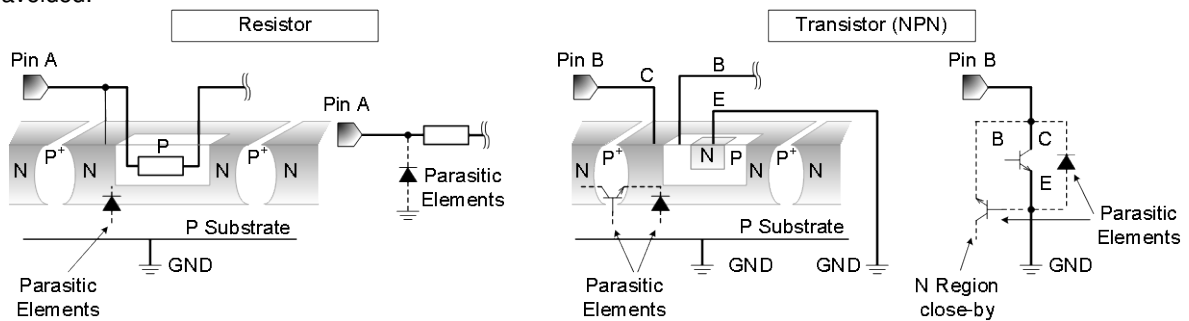 avoided.
Resistor
Transistor (NPN)
Pin A
Pin A
N
P+
N
P
N
P+
N
Parasitic
Elements
P Substrate
GND
Parasitic
Elements
Pin B
C
B
E
Pin B
N
P+
N
N
P
N
P+
N
B
C
E
P Substrate
GND
GND
GND
Parasitic
Elements
Parasitic
Elements
N Region
close-by